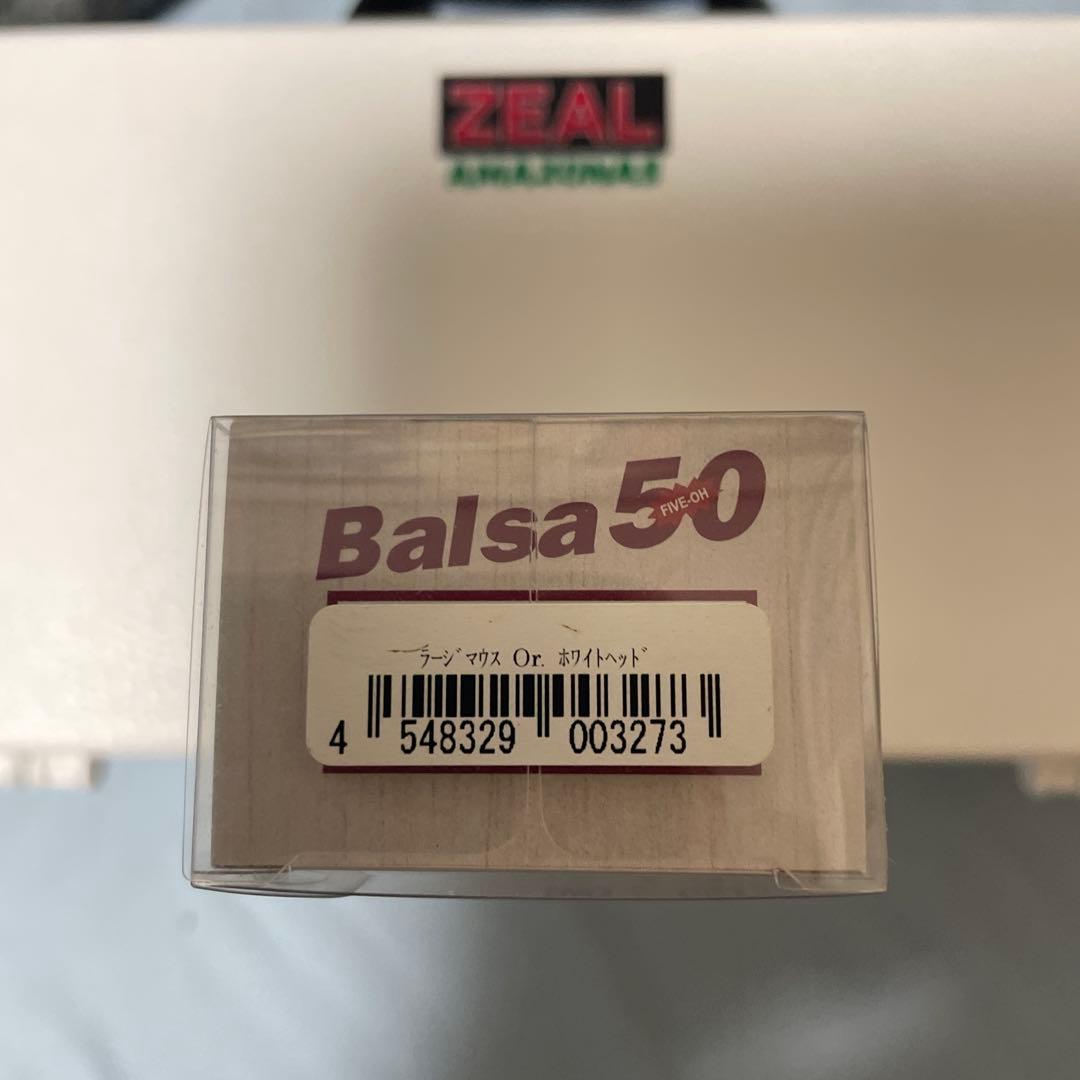 ZEAL
AMAZONAS
Balsa50
FIVE-OH
ﾗｰｼﾞﾏｳｽ Or. ﾎﾜｲﾄﾍｯﾄﾞ
4 548329 003273